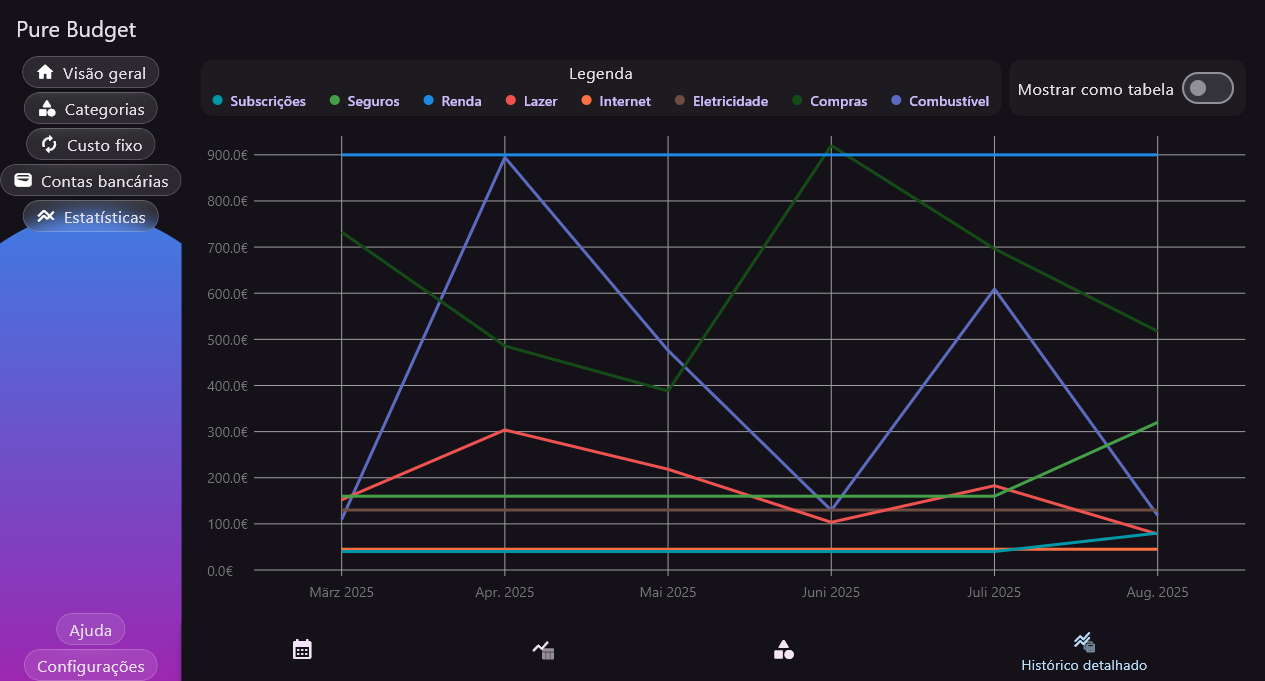 Pure Budget
Visão geral
Categorias
Custo fixo
Contas bancárias
Estatísticas
Ajuda
Configurações
Legenda
Subscrições Seguros Renda Lazer Internet Eletricidade Compras Combustível
Mostrar como tabela
900.0€
800.0€
700.0€
600.0€
500.0€
400.0€
300.0€
200.0€
100.0€
0.0€
März 2025 Apr. 2025 Mai 2025 Juni 2025 Juli 2025 Aug. 2025
Histórico detalhado